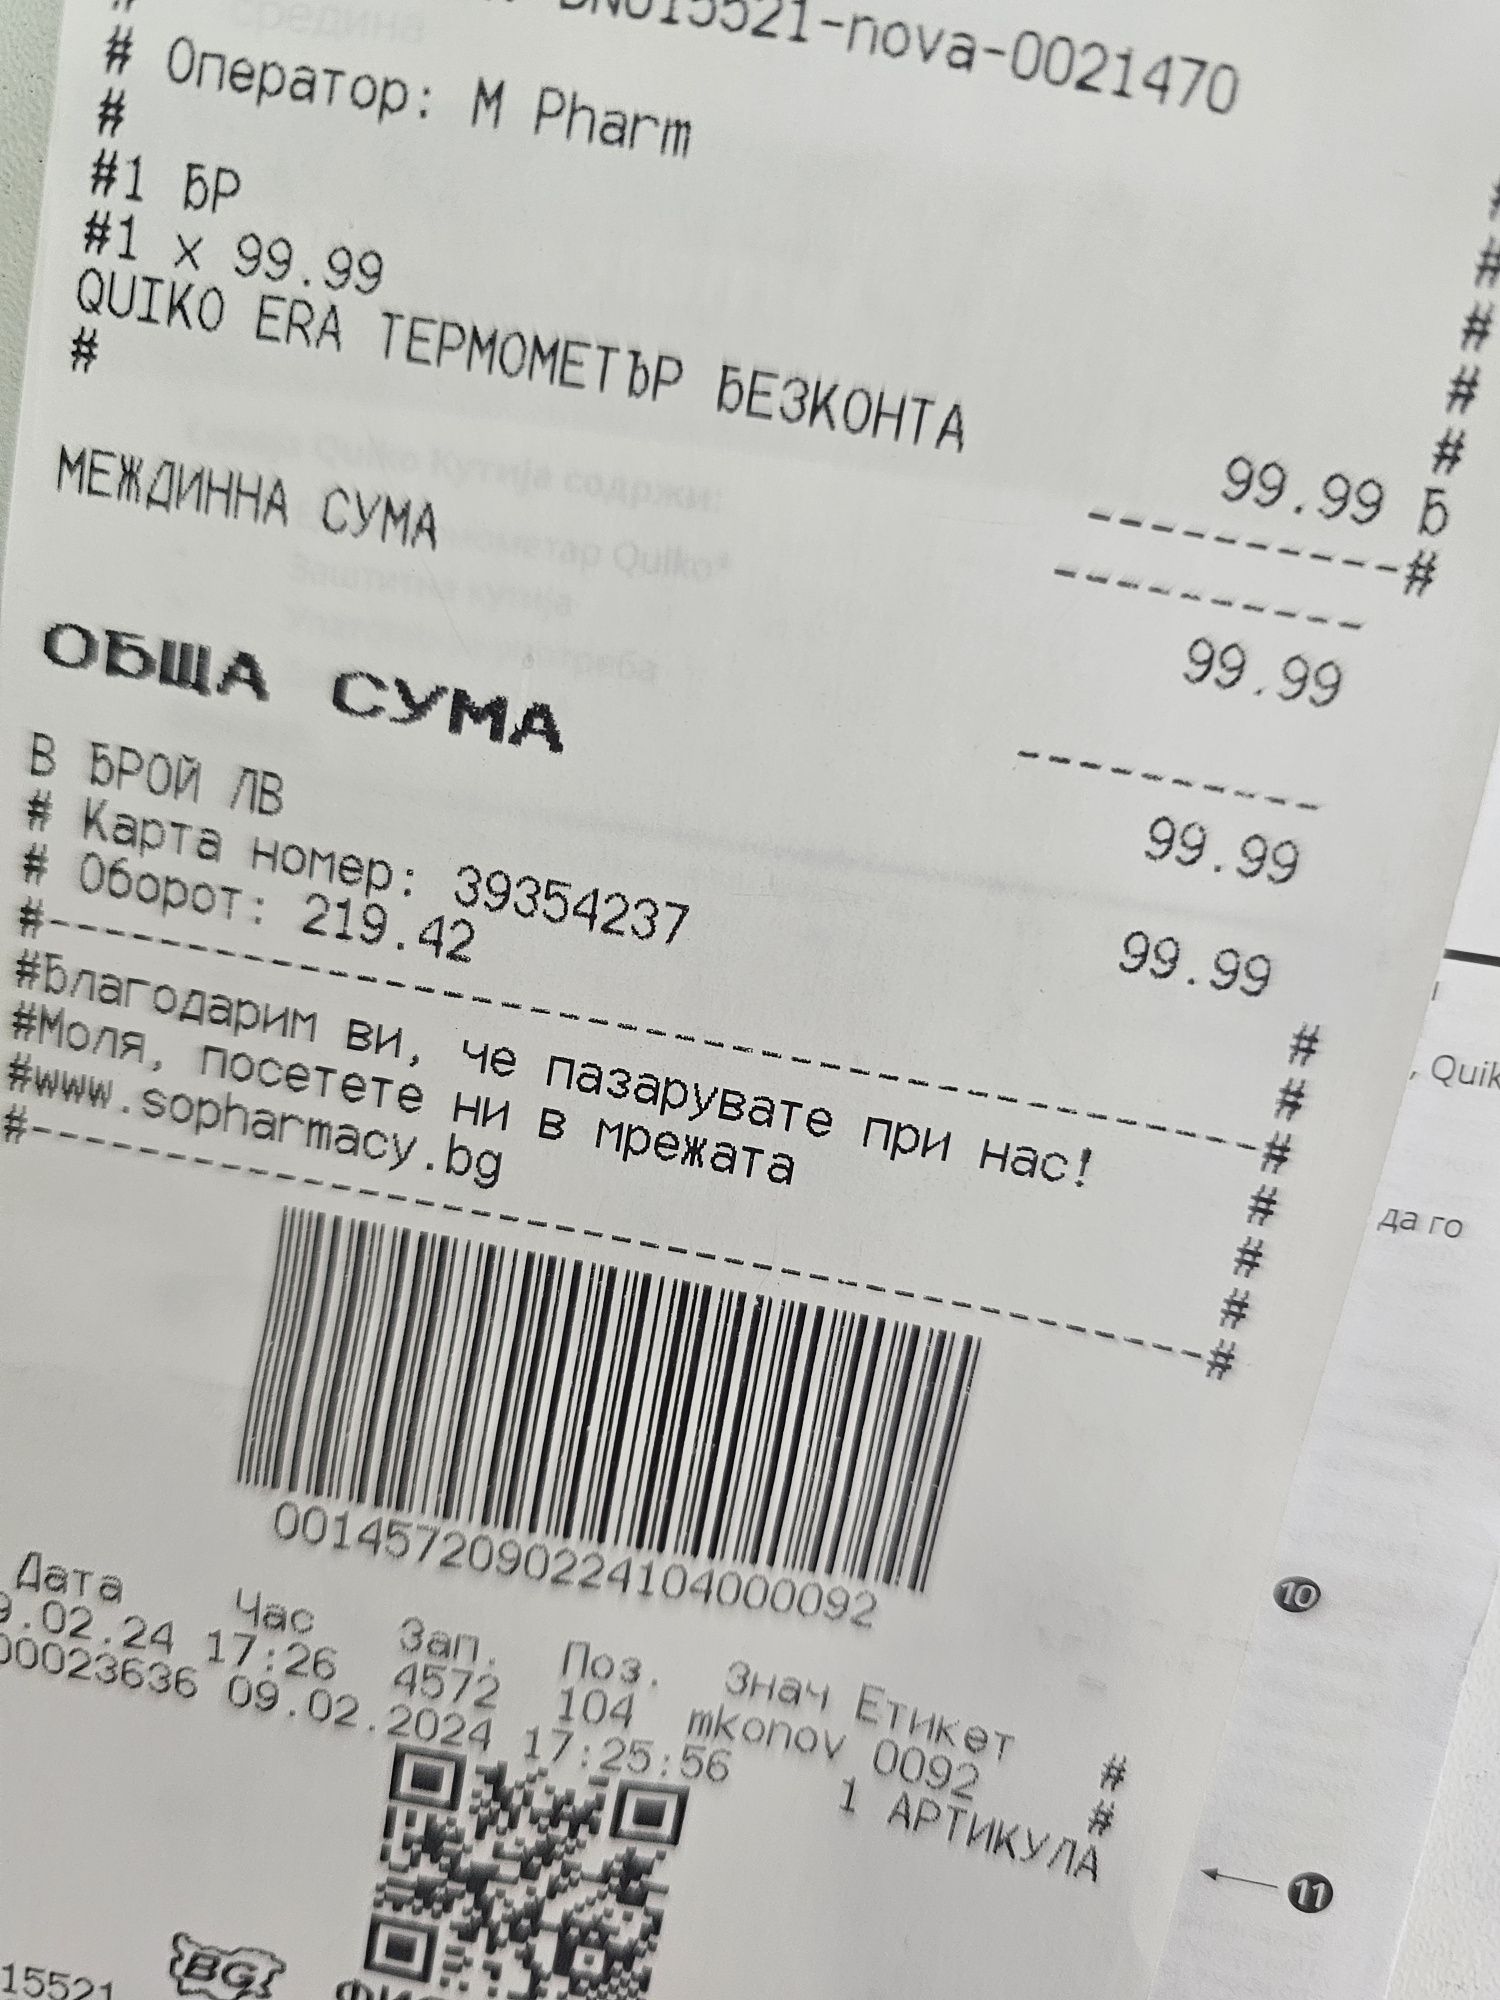 DN015521-nova-0021470
# Оператор: M Pharm
#
#1 БР
#1 x 99.99
QUIKO ERA ТЕРМОМЕТЪР БЕЗКОНТА
# 99.99 Б
МЕЖДИННА СУМА 99.99
ОБЩА СУМА 99.99
В БРОЙ ЛВ 99.99
# Карта номер: 39354237 #
# Оборот: 219.42 #
#----------------------------------------#
#Благодарим ви, че пазарувате при нас! #
#Моля, посетете ни в мрежата #
#www.sopharmacy.bg #
#----------------------------------------#
0014572090224104000092
Дата Час Зап. Поз. Знач Етикет #
9.02.24 17:26 4572 104 mkonov 0092 #
00023636 09.02.2024 17:25:56 1 АРТИКУЛА
15521
BG
, Quik
да го
10
11